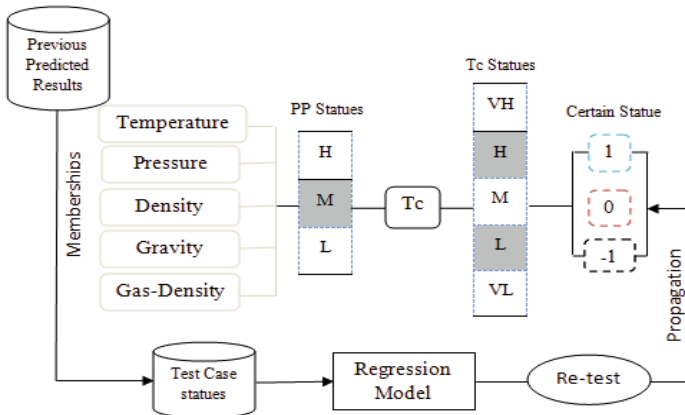 Previous
Predicted
Results
Memberships
Temperature
Pressure
Density
Gravity
Gas-Density
PP Statues
H
M
L
Tc
Tc Statues
VH
H
M
L
VL
Certain Statue
1
0
-1
Propagation
Test Case
statues
Regression
Model
Re-test